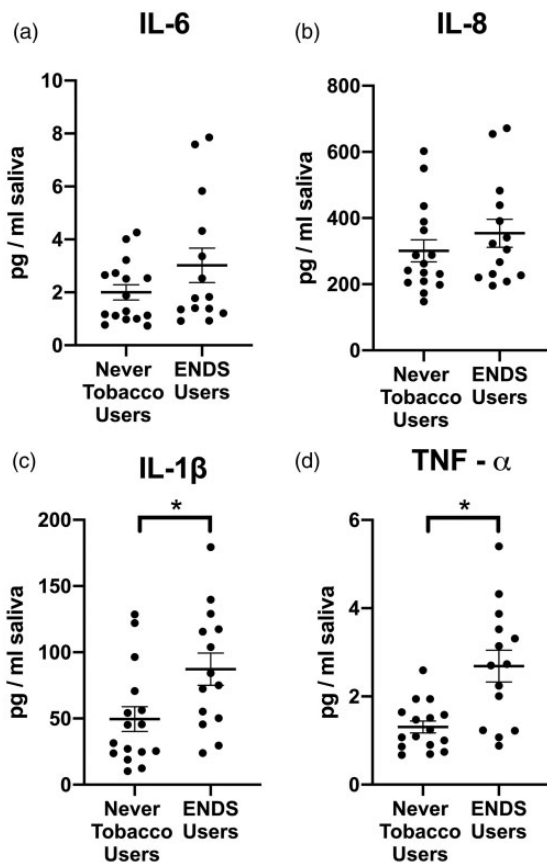 (a) IL-6
pg / ml saliva
10
8
6
4
2
0
Never
Tobacco
Users
ENDS
Users
(b) IL-8
pg / ml saliva
800
600
400
200
0
Never
Tobacco
Users
ENDS
Users
(c) IL-1β
pg / ml saliva
200
150
100
50
0
*
Never
Tobacco
Users
ENDS
Users
(d) TNF - α
pg / ml saliva
6
4
2
0
*
Never
Tobacco
Users
ENDS
Users